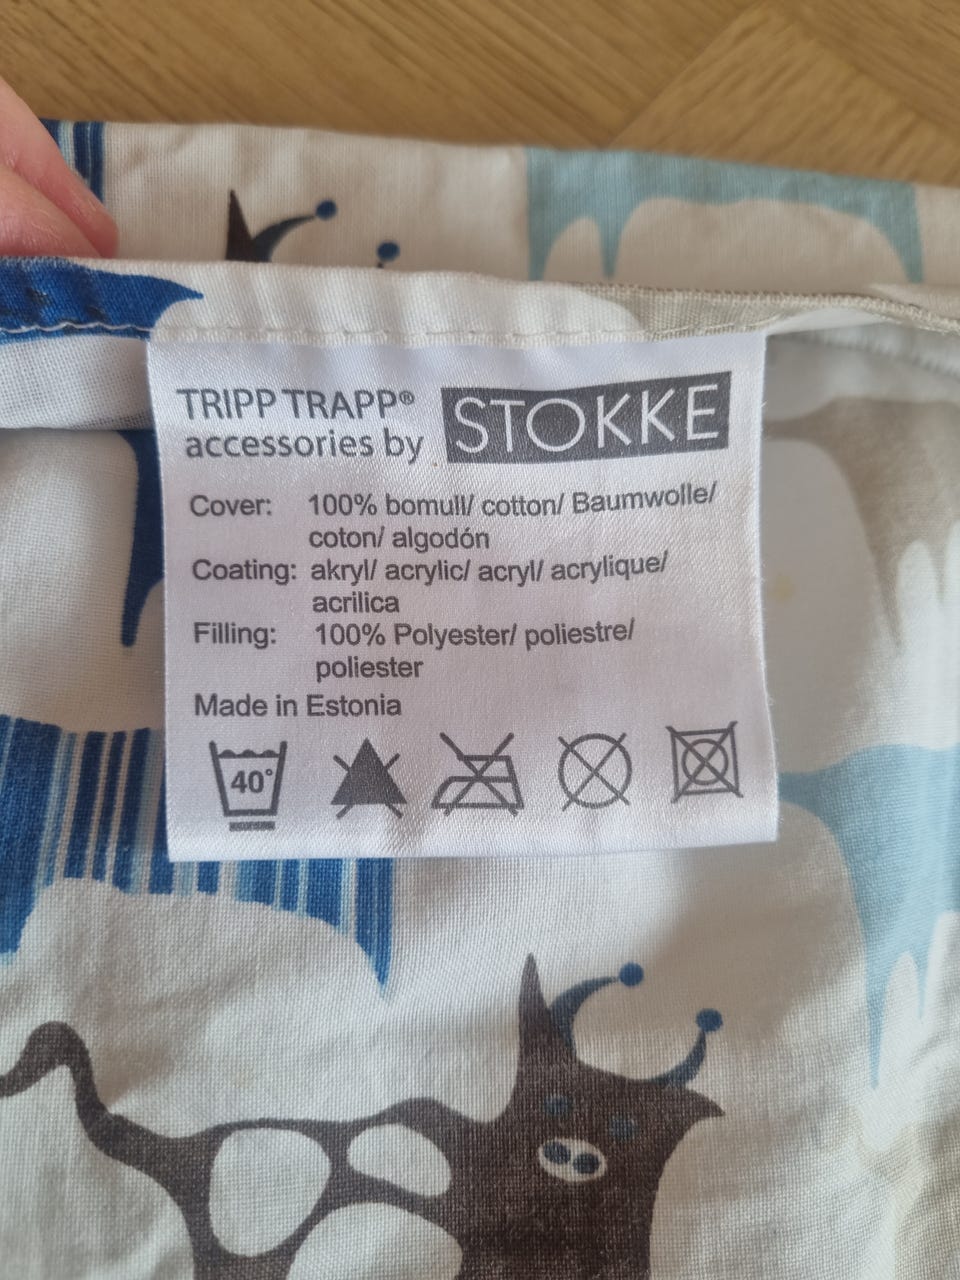 TRIPP TRAPP®
accessories by STOKKE
Cover: 100% bomull/ cotton/ Baumwolle/
coton/ algodón
Coating: akryl/ acrylic/ acryl/ acrylique/
acrilica
Filling: 100% Polyester/ poliestre/
poliester
Made in Estonia
40°